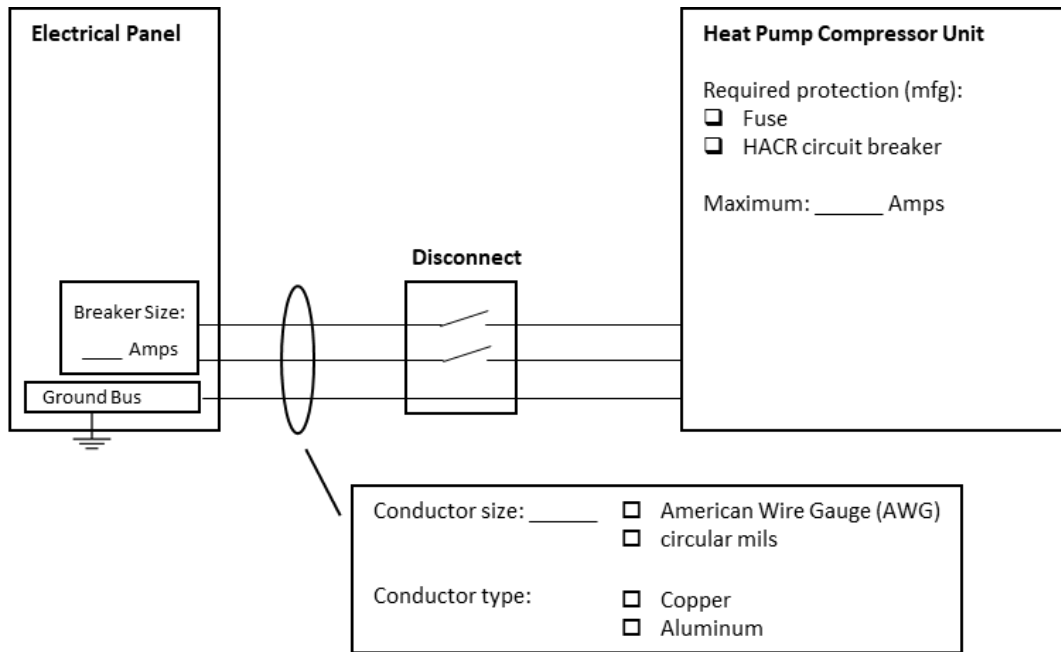 Electrical Panel
Breaker Size:
____ Amps
Ground Bus
Disconnect
Heat Pump Compressor Unit
Required protection (mfg):
❑ Fuse
❑ HACR circuit breaker
Maximum: ______ Amps
Conductor size: ______ ☐ American Wire Gauge (AWG)
☐ circular mils
Conductor type: ☐ Copper
☐ Aluminum